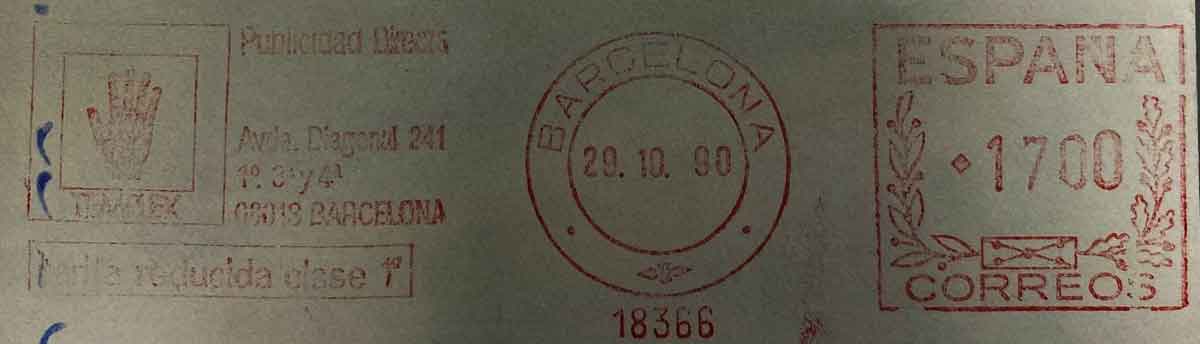 Publicidad Directa
Avda. Diagonal 241
1º. 3ª y 4ª
08013 BARCELONA
Tarifa reducida clase 1ª
BARCELONA
29. 10. 90
18366
ESPAÑA
1700
CORREOS